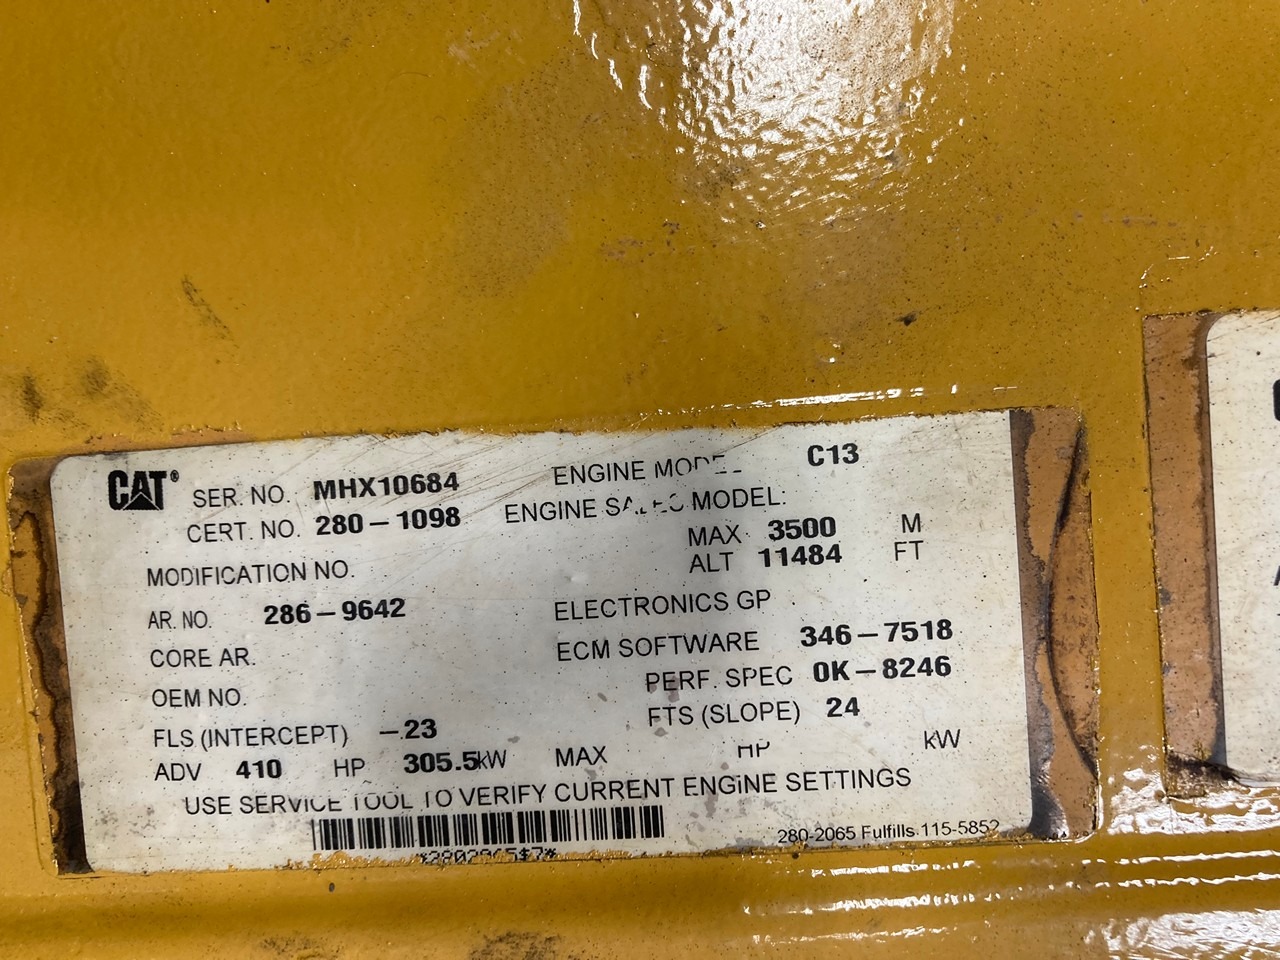 CAT® SER. NO. MHX10684 ENGINE MODEL C13
CERT. NO. 280-1098 ENGINE SALES MODEL:
MAX 3500 M
ALT 11484 FT
MODIFICATION NO.
AR. NO. 286-9642 ELECTRONICS GP
CORE AR. ECM SOFTWARE 346-7518
OEM NO. PERF. SPEC 0K-8246
FLS (INTERCEPT) -23 FTS (SLOPE) 24
ADV 410 HP 305.5kW MAX HP kW
USE SERVICE TOOL TO VERIFY CURRENT ENGINE SETTINGS
280-2065 Fulfills 115-5852